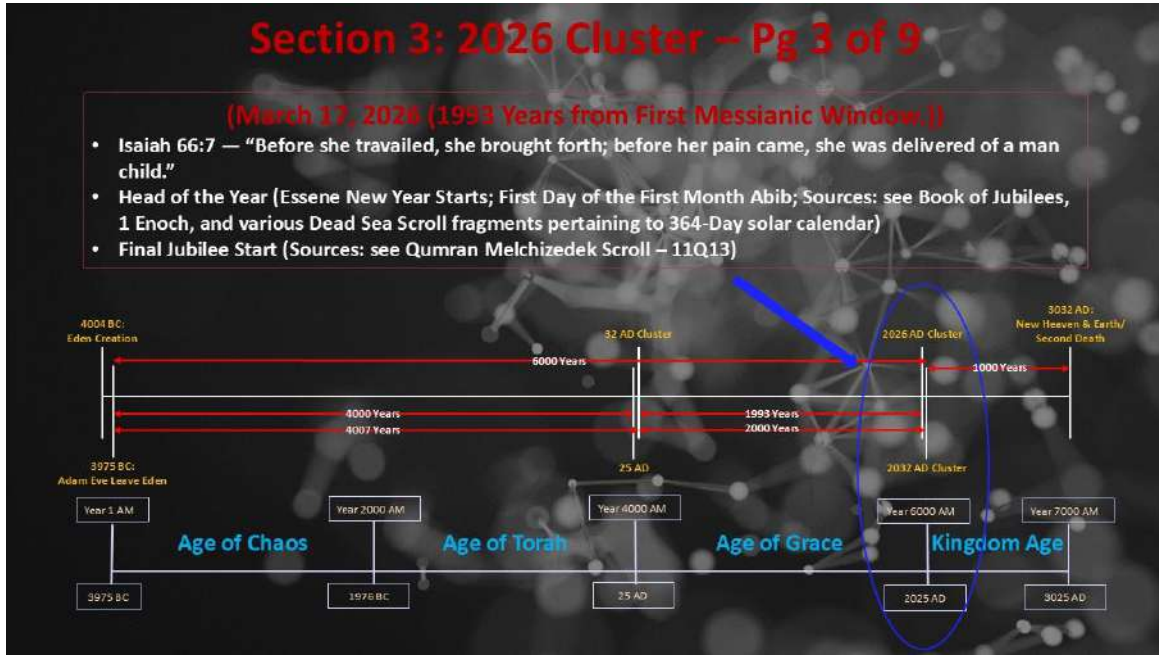 Section 3: 2026 Cluster – Pg 3 of 9
(March 17, 2026 (1993 Years from First Messianic Window.))
• Isaiah 66:7 — “Before she travailed, she brought forth; before her pain came, she was delivered of a man
child.”
• Head of the Year (Essene New Year Starts; First Day of the First Month Abib; Sources: see Book of Jubilees,
1 Enoch, and various Dead Sea Scroll fragments pertaining to 364-Day solar calendar)
• Final Jubilee Start (Sources: see Qumran Melchizedek Scroll – 11Q13)
4004 BC:
Eden Creation
32 AD Cluster
2026 AD Cluster
3032 AD:
New Heaven & Earth/
Second Death
6000 Years
1000 Years
4000 Years
1993 Years
4007 Years
2000 Years
3975 BC:
Adam Eve Leave Eden
25 AD
2032 AD Cluster
Year 1 AM
Year 2000 AM
Year 4000 AM
Year 6000 AM
Year 7000 AM
Age of Chaos
Age of Torah
Age of Grace
Kingdom Age
3975 BC
1976 BC
25 AD
2025 AD
3025 AD